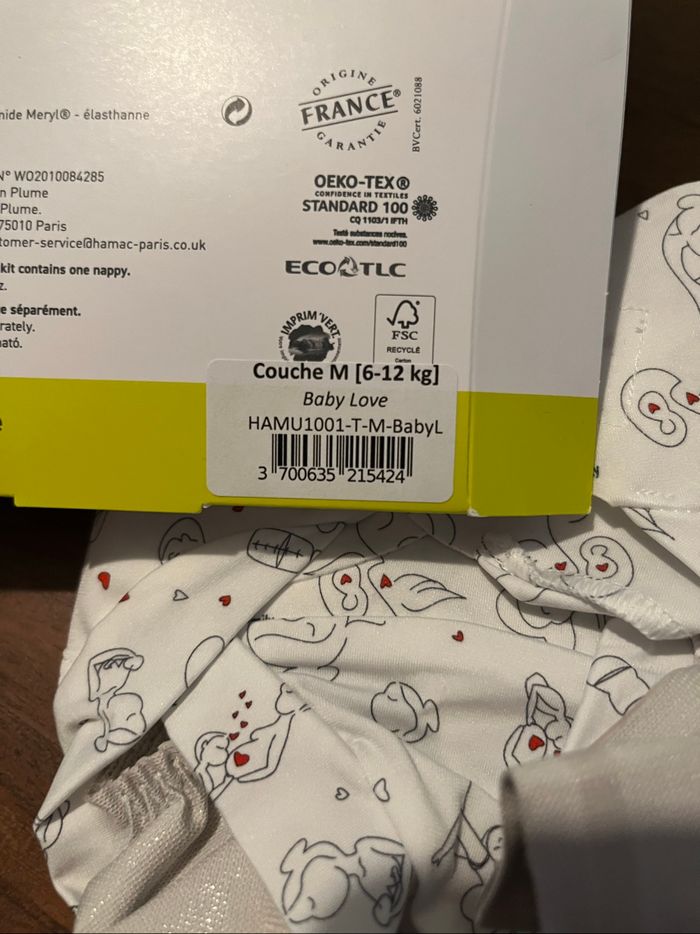 ORIGINE
FRANCE®
GARANTIE
BVCert. 6021088
nide Meryl® - élasthanne
N° WO2010084285
n Plume
Plume.
75010 Paris
tomer-service@hamac-paris.co.uk
kit contains one nappy.
z.
e séparément.
rately.
ató.
OEKO-TEX®
CONFIDENCE IN TEXTILES
STANDARD 100
CQ 1103/1 IFTH
Testé substances nocives.
www.oeko-tex.com/standard100
ECO TLC
IMPRIM'VERT
FSC
RECYCLÉ
Carton
Couche M [6-12 kg]
Baby Love
HAMU1001-T-M-BabyL
3 700635 215424
e